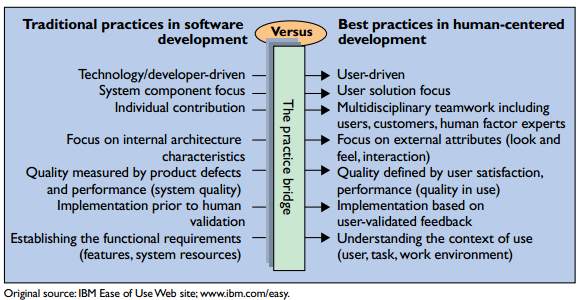 Traditional practices in software
development
Versus
Best practices in human-centered
development
Technology/developer-driven
User-driven
System component focus
User solution focus
Individual contribution
Multidisciplinary teamwork including
users, customers, human factor experts
Focus on internal architecture
characteristics
Focus on external attributes (look and
feel, interaction)
Quality measured by product defects
and performance (system quality)
Quality defined by user satisfaction,
performance (quality in use)
Implementation prior to human
validation
Implementation based on
user-validated feedback
Establishing the functional requirements
(features, system resources)
Understanding the context of use
(user, task, work environment)
The practice bridge
Original source: IBM Ease of Use Web site; www.ibm.com/easy.